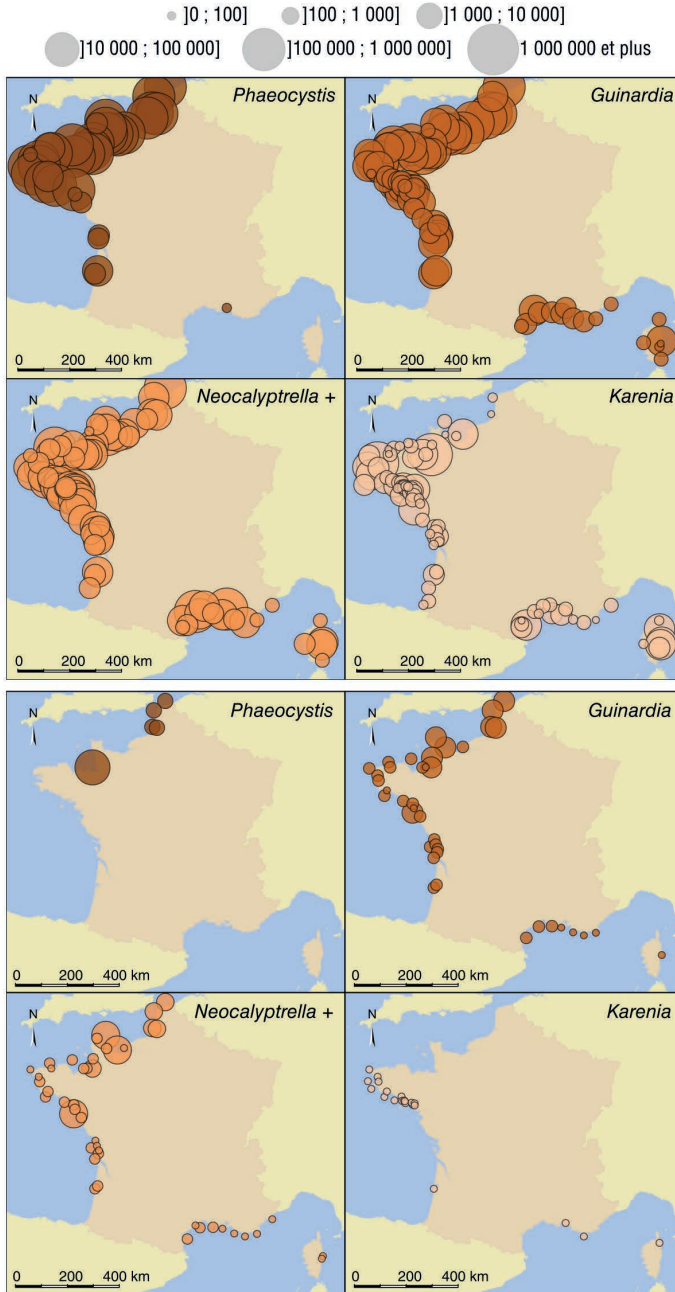 ]0 ; 100] ]100 ; 1 000] ]1 000 ; 10 000]
]10 000 ; 100 000] ]100 000 ; 1 000 000] 1 000 000 et plus
N Phaeocystis
0 200 400 km
N Guinardia
0 200 400 km
N Neocalyptrella +
0 200 400 km
N Karenia
0 200 400 km
N Phaeocystis
0 200 400 km
N Guinardia
0 200 400 km
N Neocalyptrella +
0 200 400 km
N Karenia
0 200 400 km